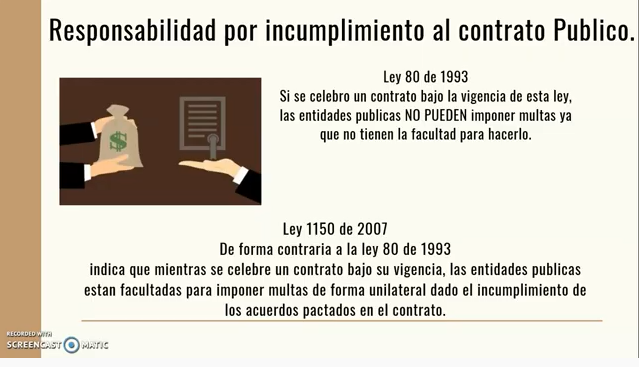 Responsabilidad por incumplimiento al contrato Publico.
Ley 80 de 1993
Si se celebro un contrato bajo la vigencia de esta ley,
las entidades publicas NO PUEDEN imponer multas ya
que no tienen la facultad para hacerlo.
$
Ley 1150 de 2007
De forma contraria a la ley 80 de 1993
indica que mientras se celebre un contrato bajo su vigencia, las entidades publicas
estan facultadas para imponer multas de forma unilateral dado el incumplimiento de
los acuerdos pactados en el contrato.
RECORDED WITH
SCREENCAST MATIC